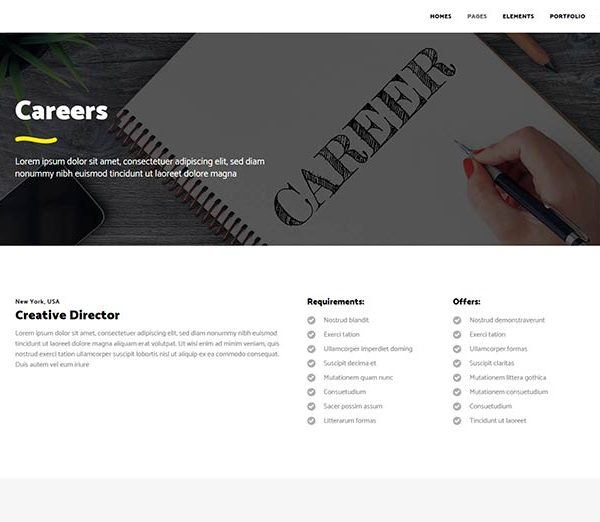 HOMES PAGES ELEMENTS PORTFOLIO
CAREER
Careers
Lorem ipsum dolor sit amet, consectetuer adipiscing elit, sed diam
nonummy nibh euismod tincidunt ut laoreet dolore magna
New York, USA
Creative Director
Lorem ipsum dolor sit amet, consectetuer adipiscing elit, sed diam nonummy nibh euismod
tincidunt ut laoreet dolore magna aliquam erat volutpat. Ut wisi enim ad minim veniam, quis
nostrud exerci tation ullamcorper suscipit lobortis nisl ut aliquip ex ea commodo consequat.
Duis autem vel eum iriure
Requirements:
Nostrud blandit
Exerci tation
Ullamcorper imperdiet doming
Suscipit decima et
Mutationem quam nunc
Consuetudium
Sacer possim assum
Litterarum formas
Offers:
Nostrud demonstraverunt
Exerci tation
Ullamcorper formas
Suscipit claritas
Mutationem littera gothica
Mutationem consuetudium
Consuetudium
Tincidunt ut laoreet